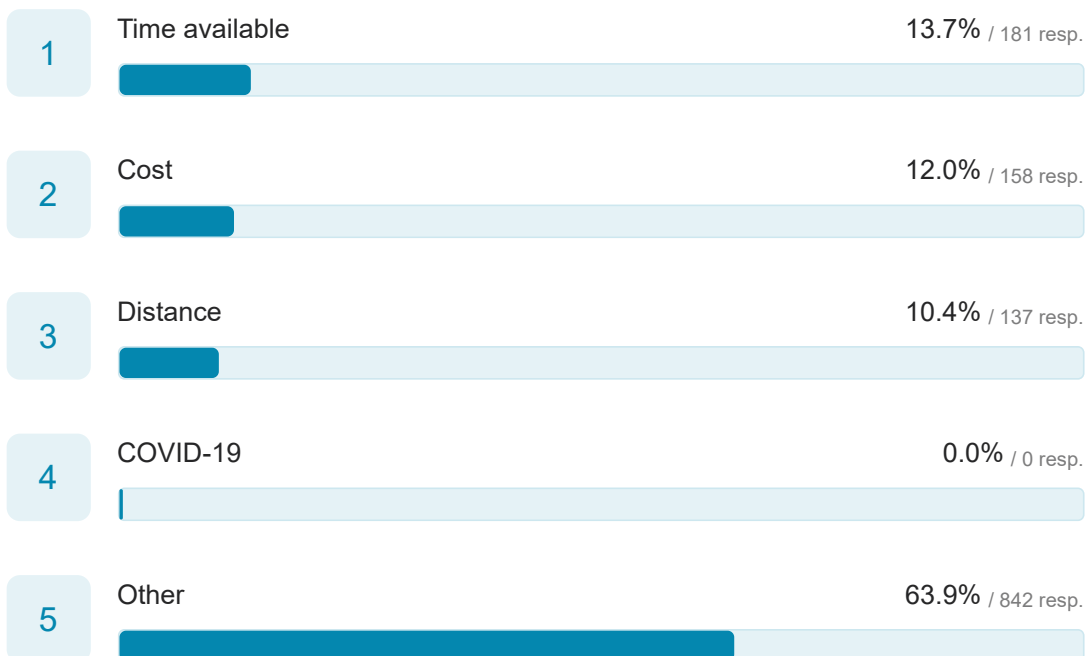 1
Time available 13.7% / 181 resp.
2
Cost 12.0% / 158 resp.
3
Distance 10.4% / 137 resp.
4
COVID-19 0.0% / 0 resp.
5
Other 63.9% / 842 resp.